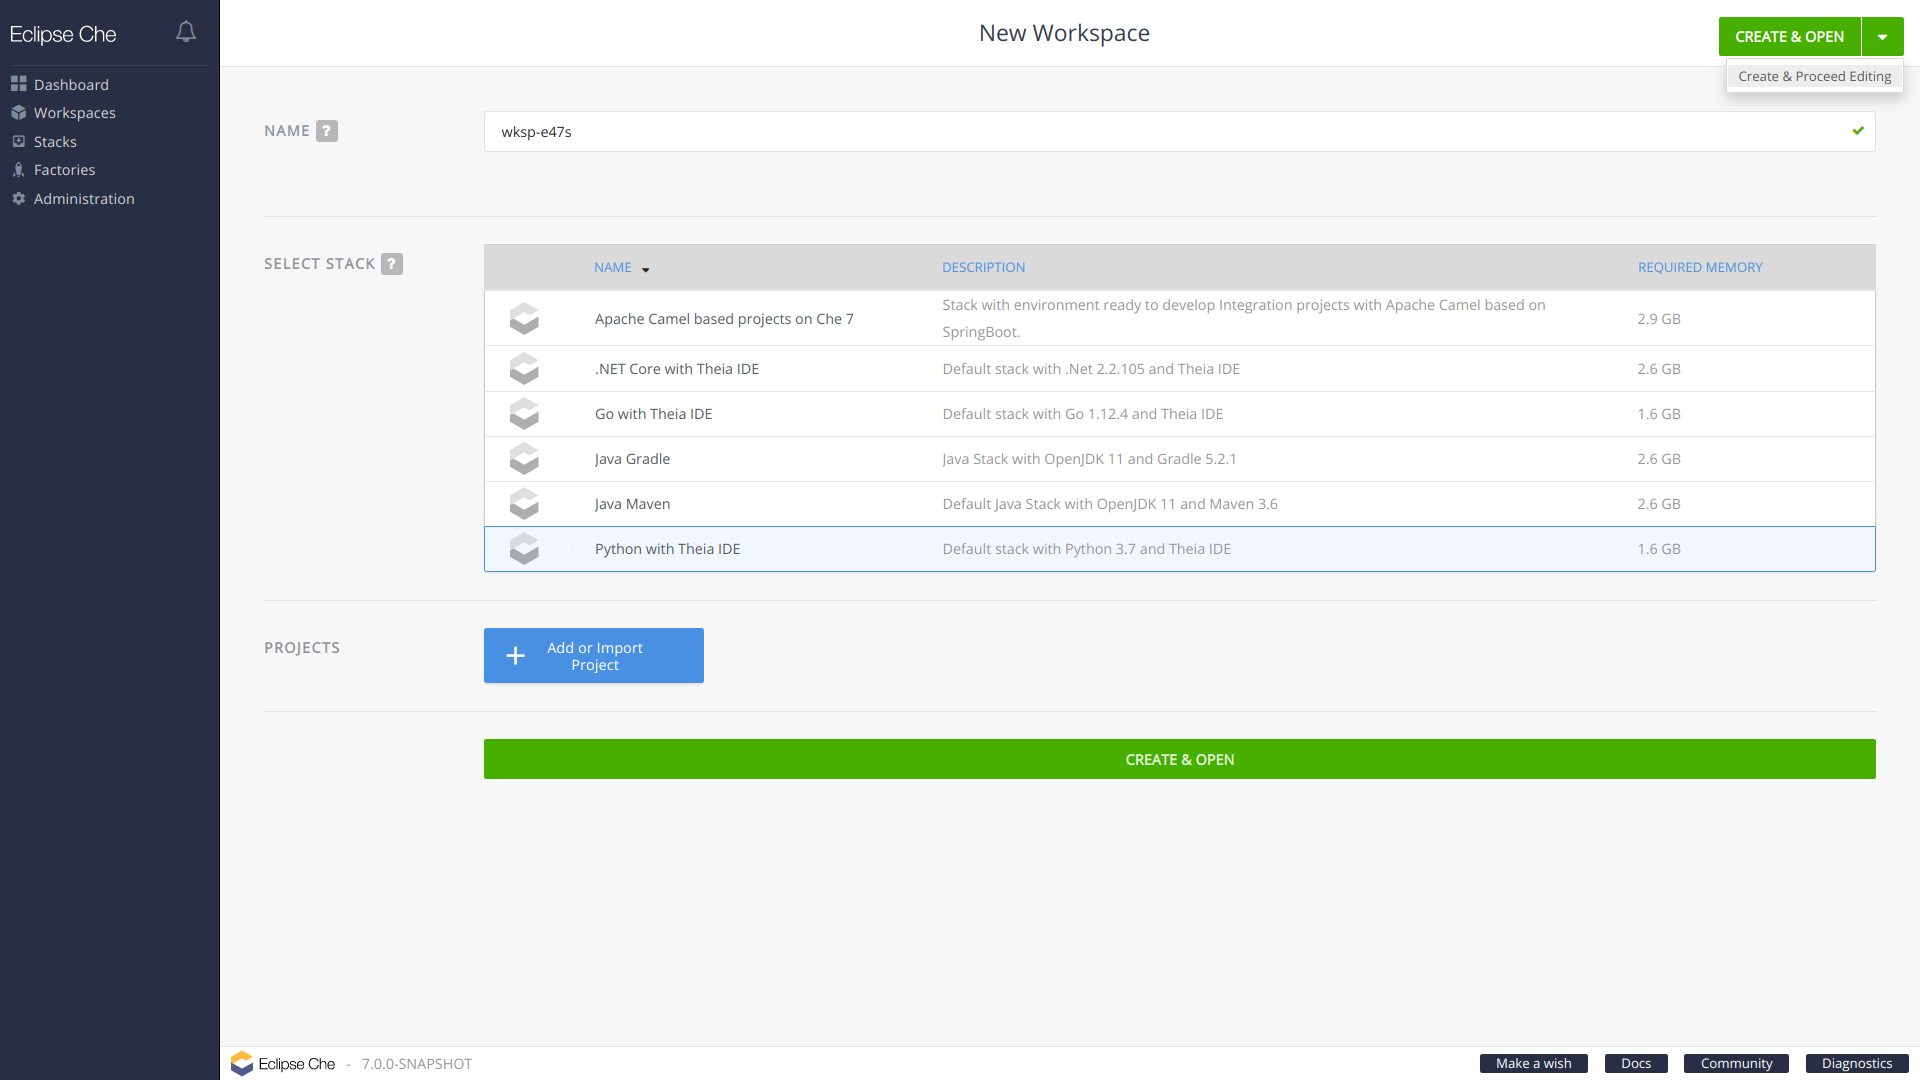 Eclipse Che
Dashboard
Workspaces
Stacks
Factories
Administration
New Workspace
CREATE & OPEN
Create & Proceed Editing
NAME ?
wksp-e47s
SELECT STACK ?
NAME DESCRIPTION REQUIRED MEMORY
Apache Camel based projects on Che 7
Stack with environment ready to develop Integration projects with Apache Camel based on
SpringBoot.
2.9 GB
.NET Core with Theia IDE Default stack with .Net 2.2.105 and Theia IDE 2.6 GB
Go with Theia IDE Default stack with Go 1.12.4 and Theia IDE 1.6 GB
Java Gradle Java Stack with OpenJDK 11 and Gradle 5.2.1 2.6 GB
Java Maven Default Java Stack with OpenJDK 11 and Maven 3.6 2.6 GB
Python with Theia IDE Default stack with Python 3.7 and Theia IDE 1.6 GB
PROJECTS
Add or Import
Project
CREATE & OPEN
Eclipse Che - 7.0.0-SNAPSHOT
Make a wish Docs Community Diagnostics